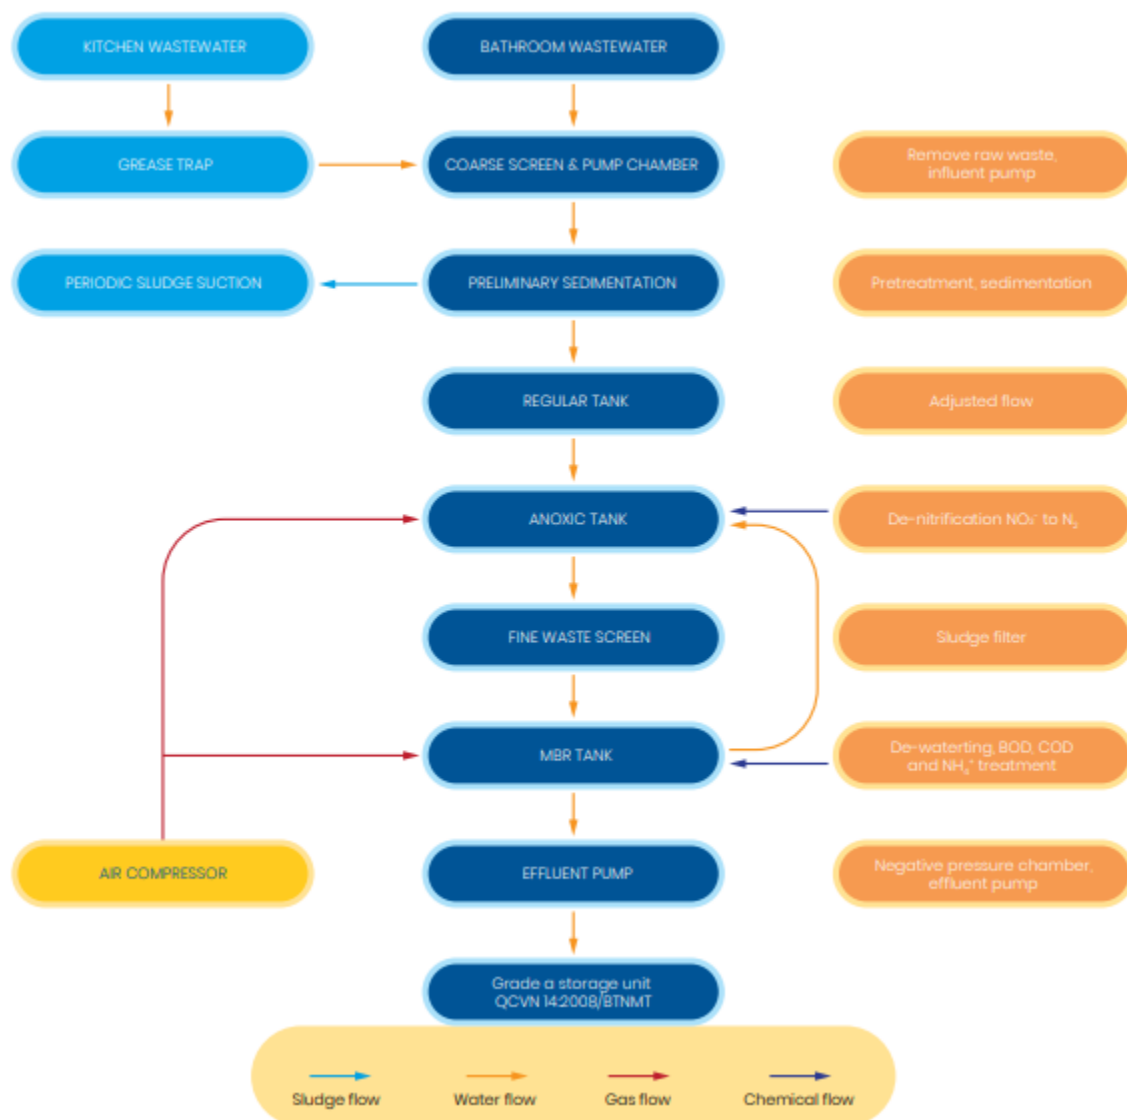 KITCHEN WASTEWATER
BATHROOM WASTEWATER
GREASE TRAP
COARSE SCREEN & PUMP CHAMBER
Remove raw waste,
influent pump
PERIODIC SLUDGE SUCTION
PRELIMINARY SEDIMENTATION
Pretreatment, sedimentation
REGULAR TANK
Adjusted flow
ANOXIC TANK
De-nitrification NO₃⁻ to N₂
FINE WASTE SCREEN
Sludge filter
MBR TANK
De-waterting, BOD, COD
and NH₄⁺ treatment
AIR COMPRESSOR
EFFLUENT PUMP
Negative pressure chamber,
effluent pump
Grade a storage unit
QCVN 14:2008/BTNMT
Sludge flow
Water flow
Gas flow
Chemical flow